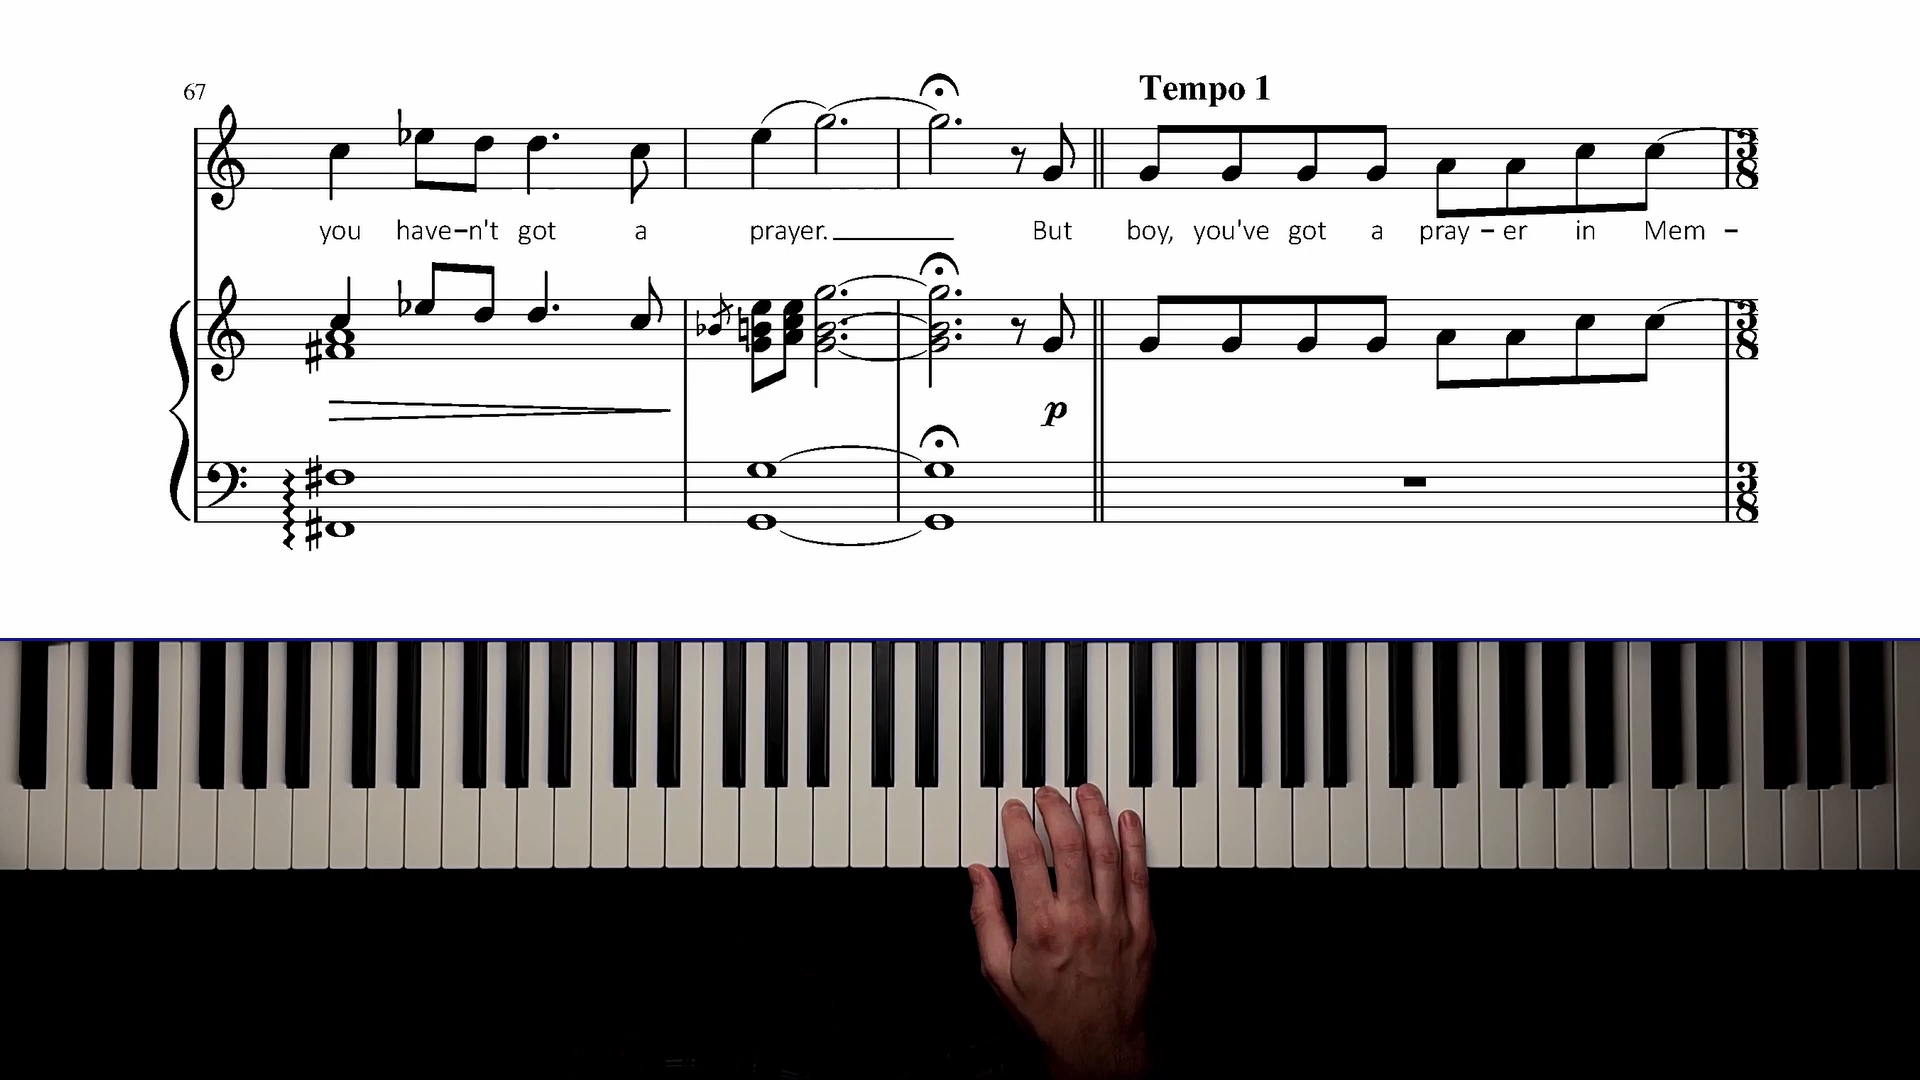 67
Tempo 1
you have-n't got a prayer. But boy, you've got a pray - er in Mem -
p